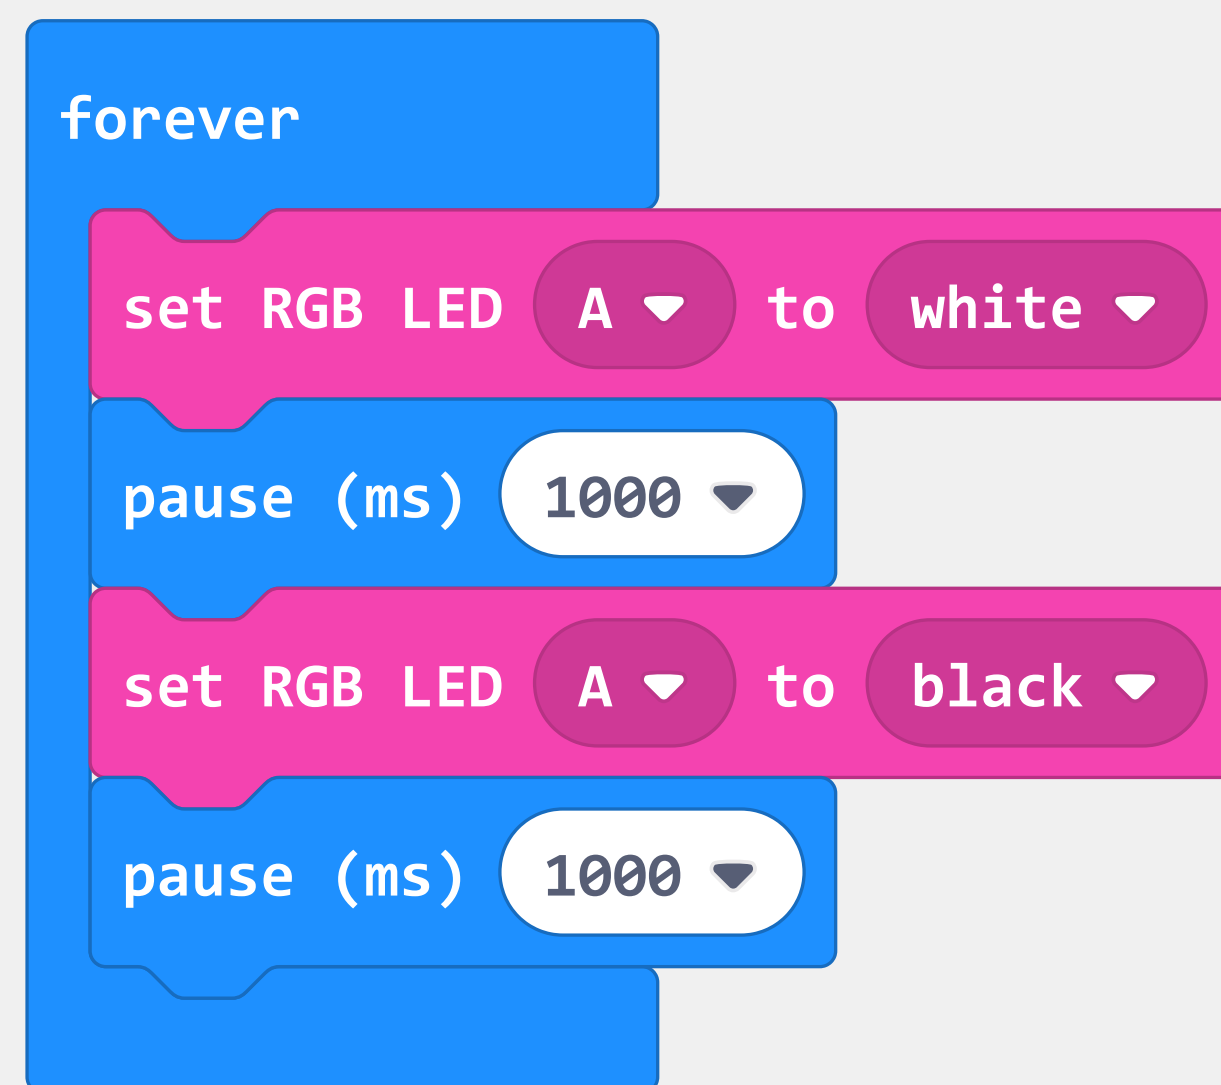 forever
set RGB LED A to white
pause (ms) 1000
set RGB LED A to black
pause (ms) 1000